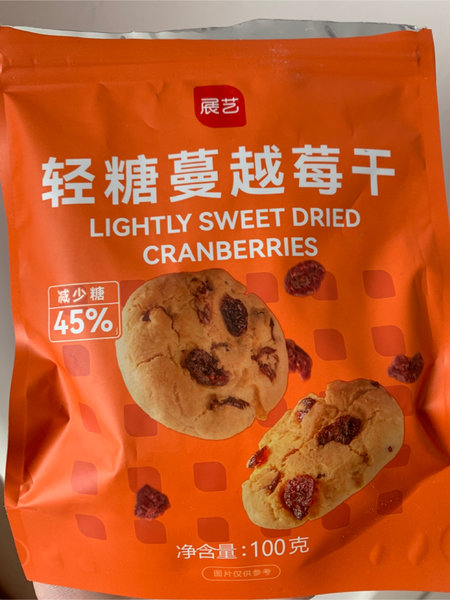 展艺
轻糖蔓越莓干
LIGHTLY SWEET DRIED
CRANBERRIES
减少糖
45%
净含量:100克
图片仅供参考